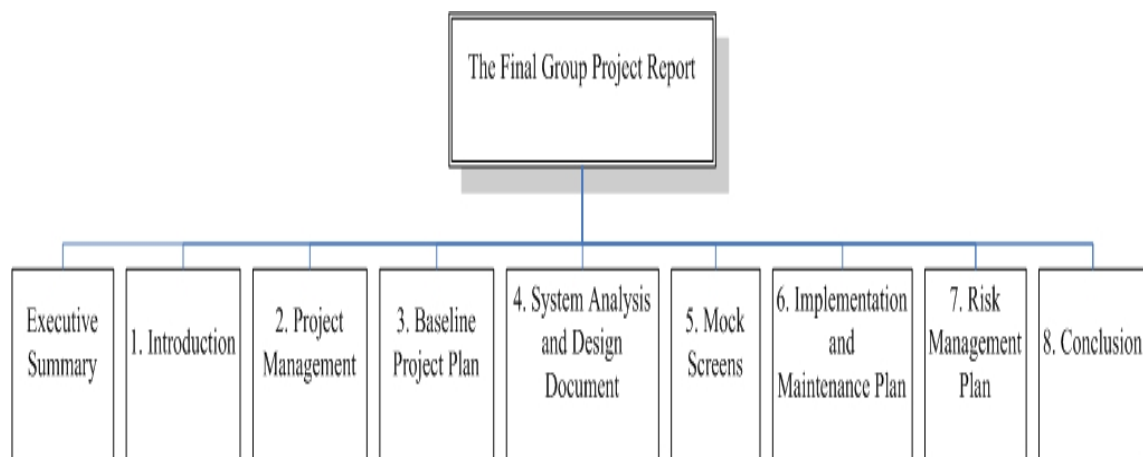 The Final Group Project Report
Executive
Summary
1. Introduction
2. Project
Management
3. Baseline
Project Plan
4. System Analysis
and Design
Document
5. Mock
Screens
6. Implementation
and
Maintenance Plan
7. Risk
Management
Plan
8. Conclusion